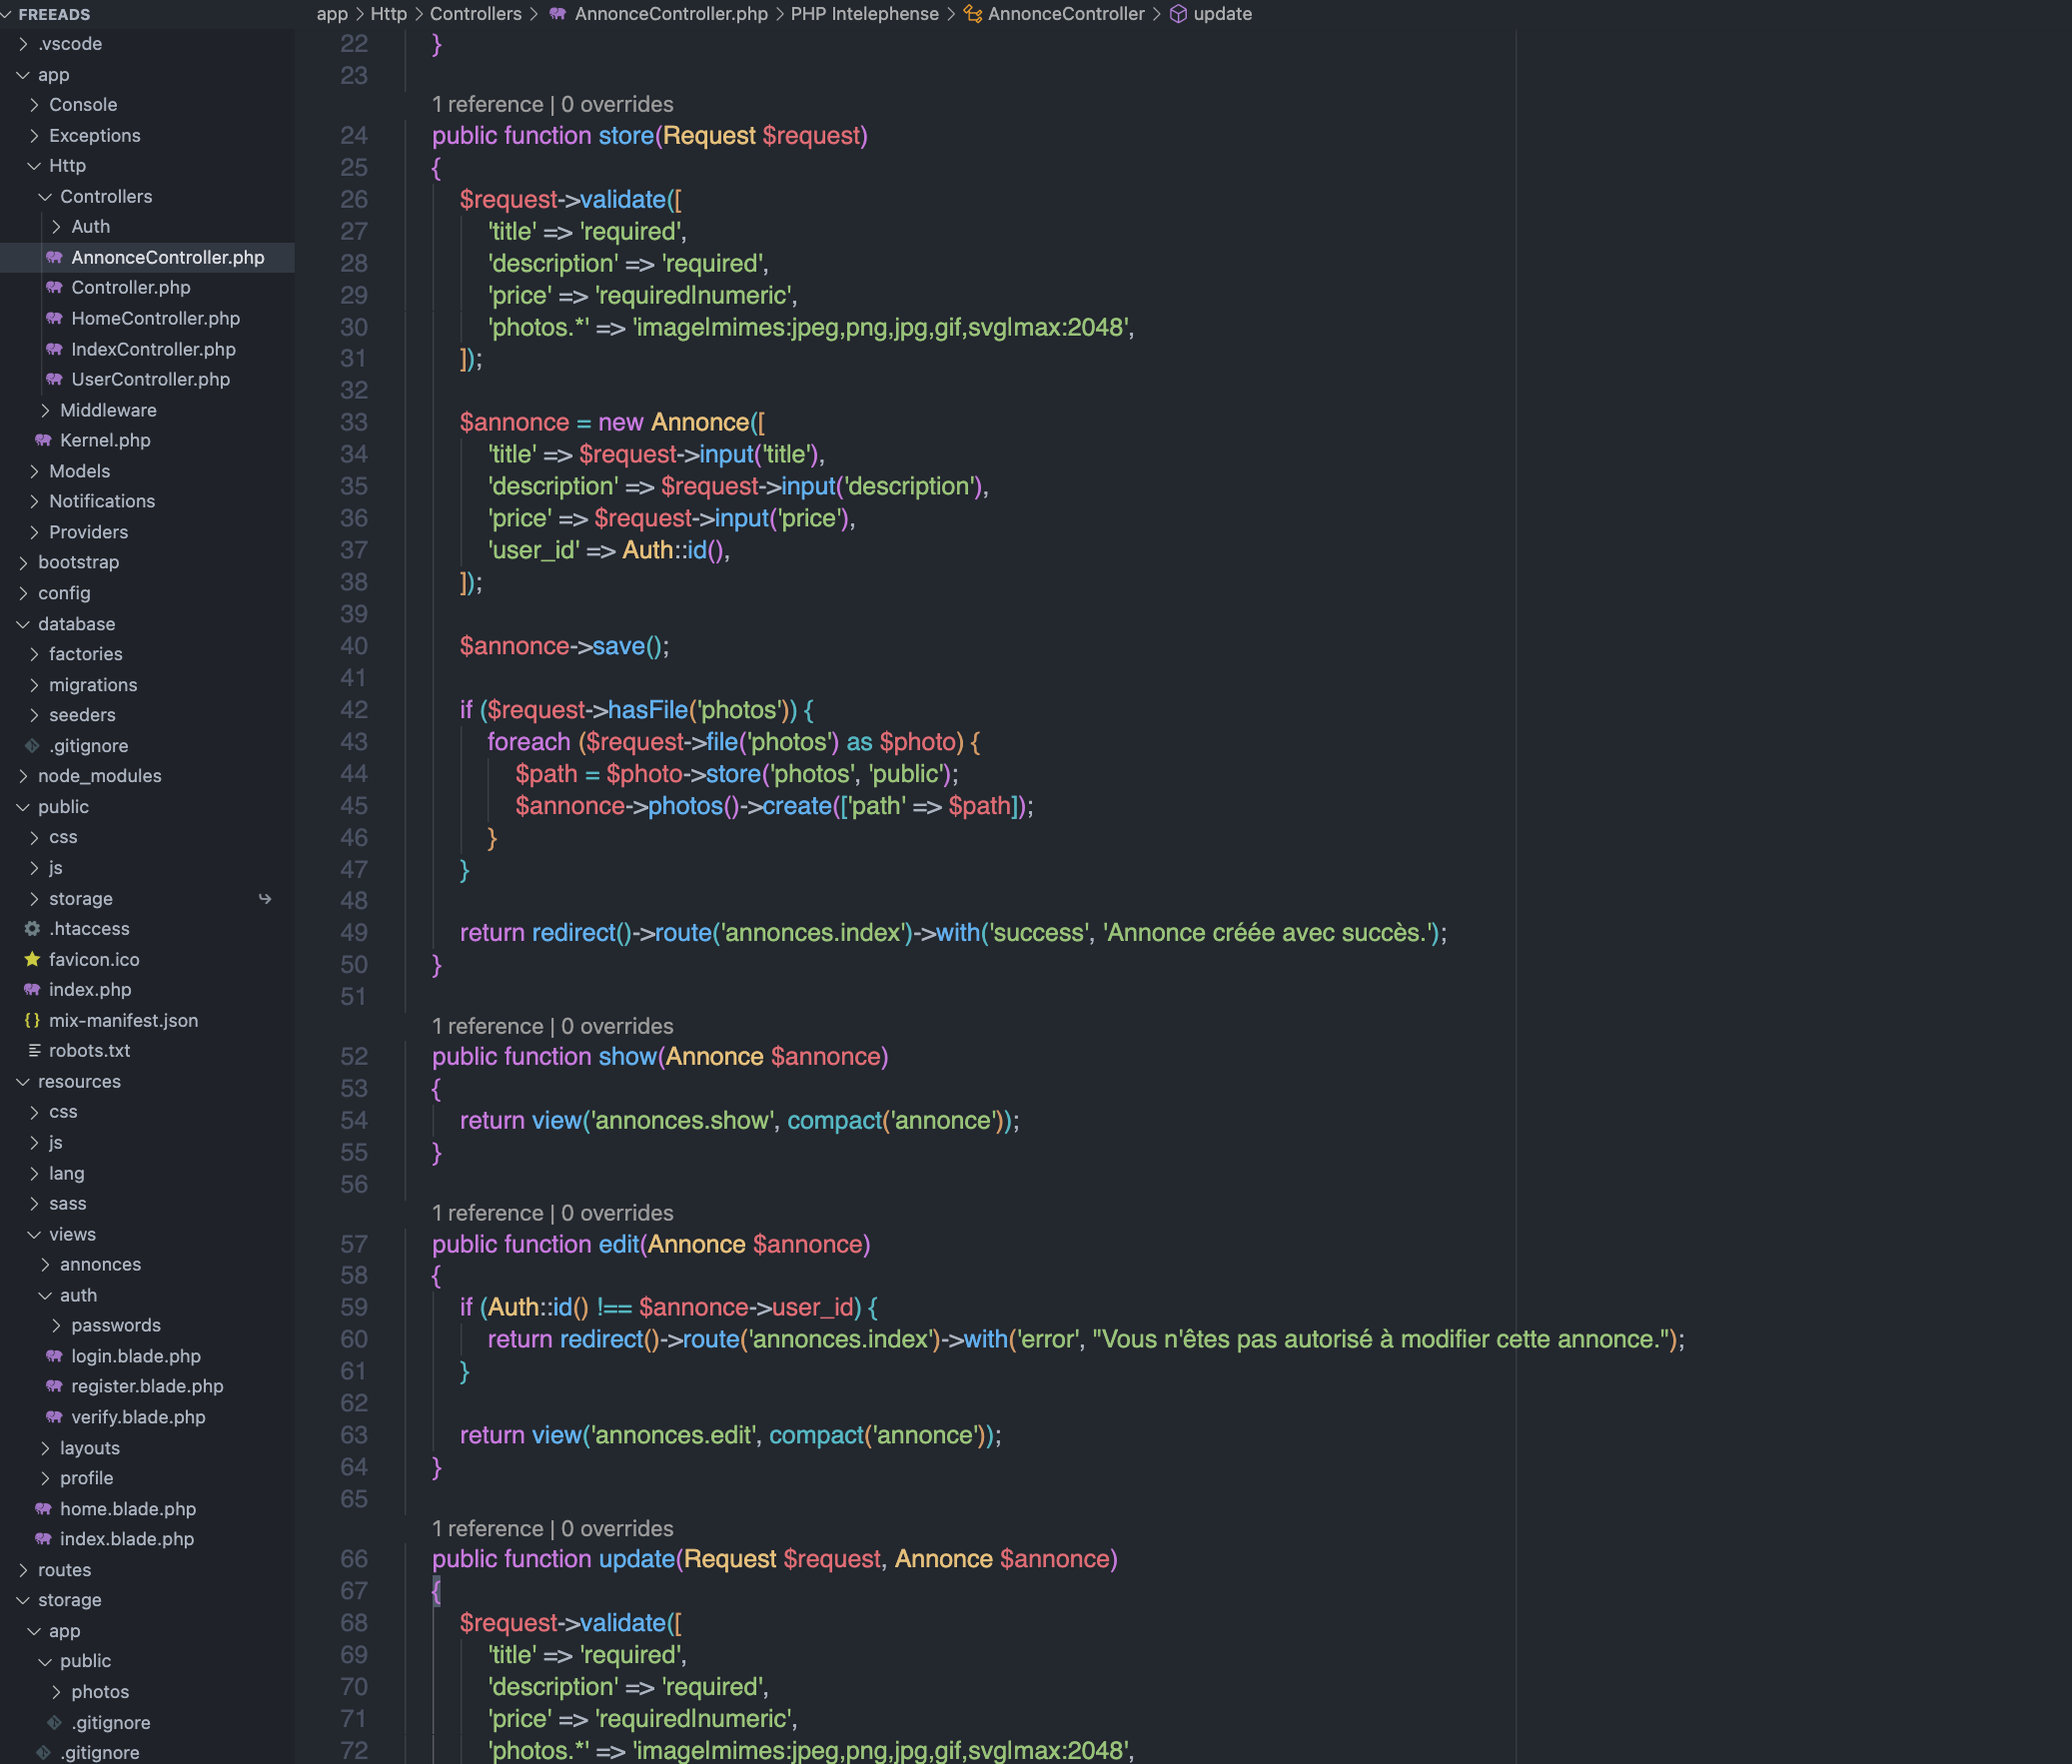 FREEADS
.vscode
app
Console
Exceptions
Http
Controllers
Auth
AnnonceController.php
Controller.php
HomeController.php
IndexController.php
UserController.php
Middleware
Kernel.php
Models
Notifications
Providers
bootstrap
config
database
factories
migrations
seeders
.gitignore
node_modules
public
css
js
storage
.htaccess
favicon.ico
index.php
mix-manifest.json
robots.txt
resources
css
js
lang
sass
views
annonces
auth
passwords
login.blade.php
register.blade.php
verify.blade.php
layouts
profile
home.blade.php
index.blade.php
routes
storage
app
public
photos
.gitignore
.gitignore
app > Http > Controllers > AnnonceController.php > PHP Intelephense > AnnonceController > update
22 }
23
1 reference | 0 overrides
24 public function store(Request $request)
25 {
26 $request->validate([
27 'title' => 'required',
28 'description' => 'required',
29 'price' => 'required|numeric',
30 'photos.*' => 'image|mimes:jpeg,png,jpg,gif,svg|max:2048',
31 ]);
32
33 $annonce = new Annonce([
34 'title' => $request->input('title'),
35 'description' => $request->input('description'),
36 'price' => $request->input('price'),
37 'user_id' => Auth::id(),
38 ]);
39
40 $annonce->save();
41
42 if ($request->hasFile('photos')) {
43 foreach ($request->file('photos') as $photo) {
44 $path = $photo->store('photos', 'public');
45 $annonce->photos()->create(['path' => $path]);
46 }
47 }
48
49 return redirect()->route('annonces.index')->with('success', 'Annonce créée avec succès.');
50 }
51
1 reference | 0 overrides
52 public function show(Annonce $annonce)
53 {
54 return view('annonces.show', compact('annonce'));
55 }
56
1 reference | 0 overrides
57 public function edit(Annonce $annonce)
58 {
59 if (Auth::id() !== $annonce->user_id) {
60 return redirect()->route('annonces.index')->with('error', "Vous n'êtes pas autorisé à modifier cette annonce.");
61 }
62
63 return view('annonces.edit', compact('annonce'));
64 }
65
1 reference | 0 overrides
66 public function update(Request $request, Annonce $annonce)
67 {
68 $request->validate([
69 'title' => 'required',
70 'description' => 'required',
71 'price' => 'required|numeric',
72 'photos.*' => 'image|mimes:jpeg,png,jpg,gif,svg|max:2048',